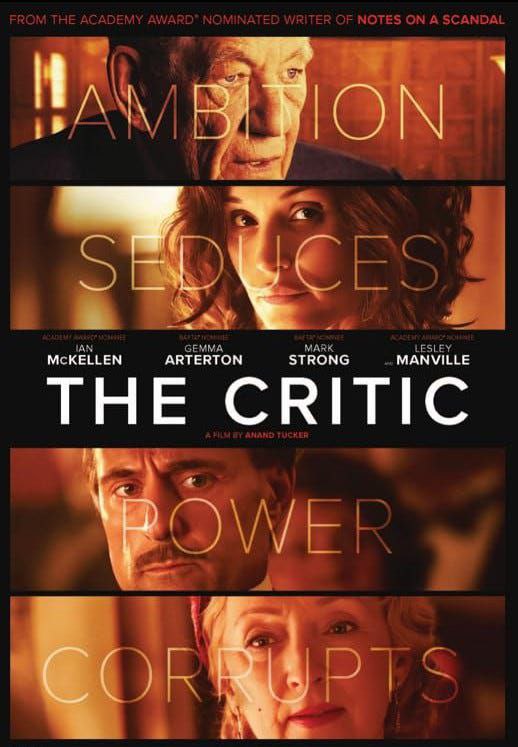 FROM THE ACADEMY AWARD® NOMINATED WRITER OF NOTES ON A SCANDAL
AMBITION
SEDUCES
ACADEMY AWARD® NOMINEE
IAN McKELLEN
BAFTA® NOMINEE
GEMMA ARTERTON
BAFTA® NOMINEE
MARK STRONG
ACADEMY AWARD® NOMINEE
AND LESLEY MANVILLE
THE CRITIC
A FILM BY ANAND TUCKER
POWER
CORRUPTS